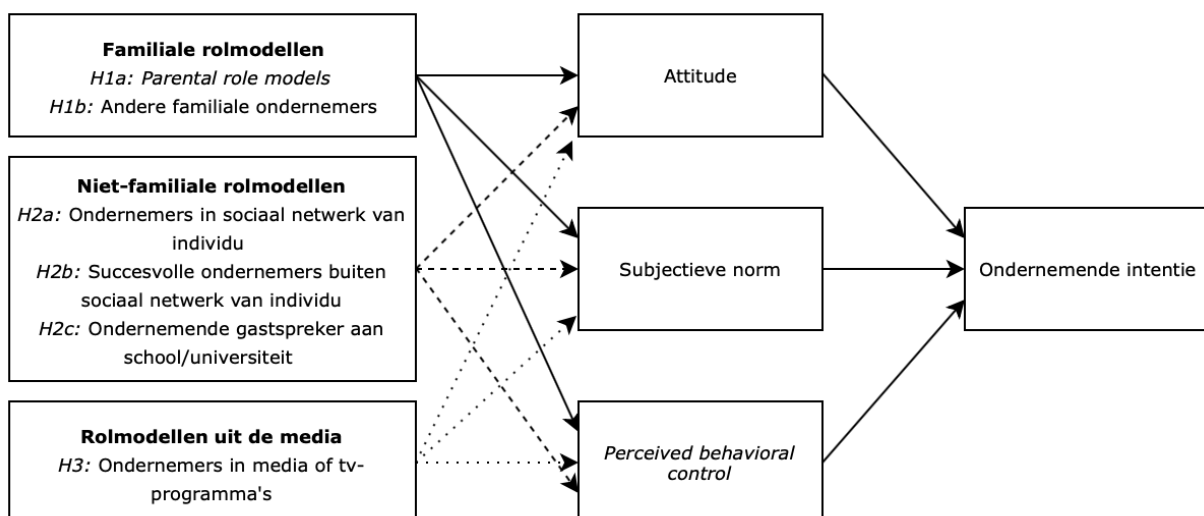 Familiale rolmodellen
H1a: Parental role models
H1b: Andere familiale ondernemers
Niet-familiale rolmodellen
H2a: Ondernemers in sociaal netwerk van
individu
H2b: Succesvolle ondernemers buiten
sociaal netwerk van individu
H2c: Ondernemende gastspreker aan
school/universiteit
Rolmodellen uit de media
H3: Ondernemers in media of tv-
programma's
Attitude
Subjectieve norm
Perceived behavioral
control
Ondernemende intentie